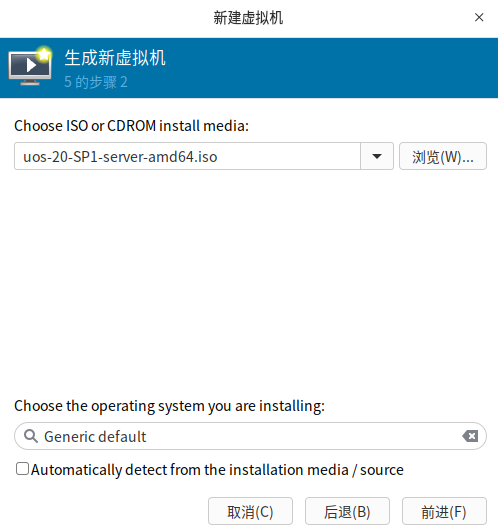 新建虚拟机
生成新虚拟机
5 的步骤 2
Choose ISO or CDROM install media:
uos-20-SP1-server-amd64.iso
浏览(W)...
Choose the operating system you are installing:
Generic default
Automatically detect from the installation media / source
取消(C)
后退(B)
前进(F)